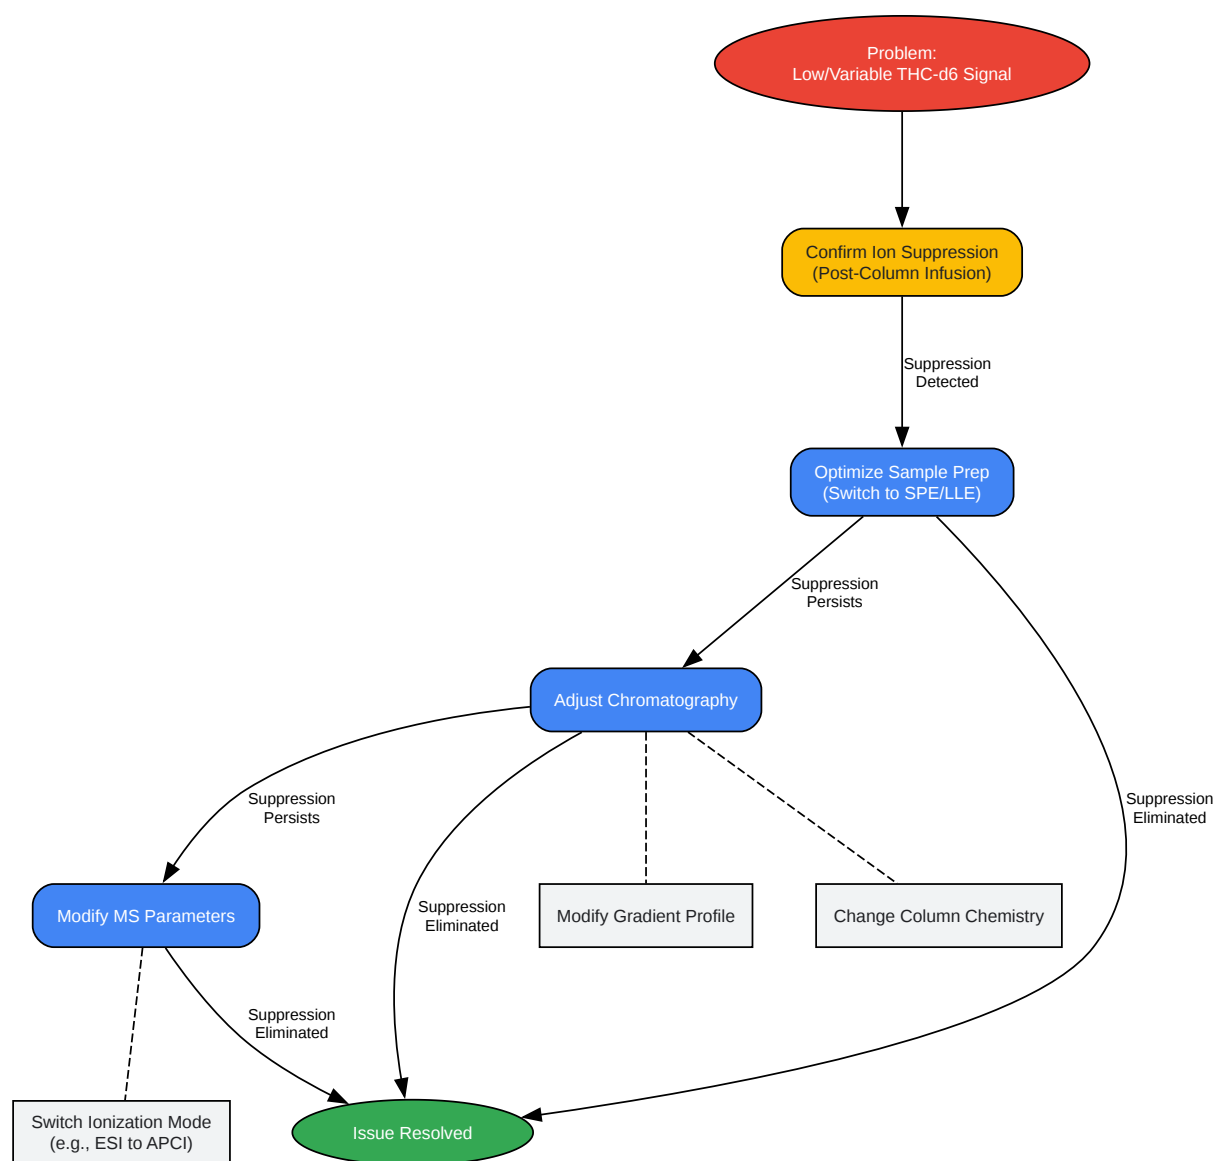 Problem:
Low/Variable THC-d6 Signal
Confirm Ion Suppression
(Post-Column Infusion)
Suppression
Detected
Optimize Sample Prep
(Switch to SPE/LLE)
Suppression
Persists
Adjust Chromatography
Suppression
Persists
Suppression
Eliminated
Modify MS Parameters
Suppression
Eliminated
Modify Gradient Profile
Change Column Chemistry
Suppression
Eliminated
Switch Ionization Mode
(e.g., ESI to APCI)
Issue Resolved